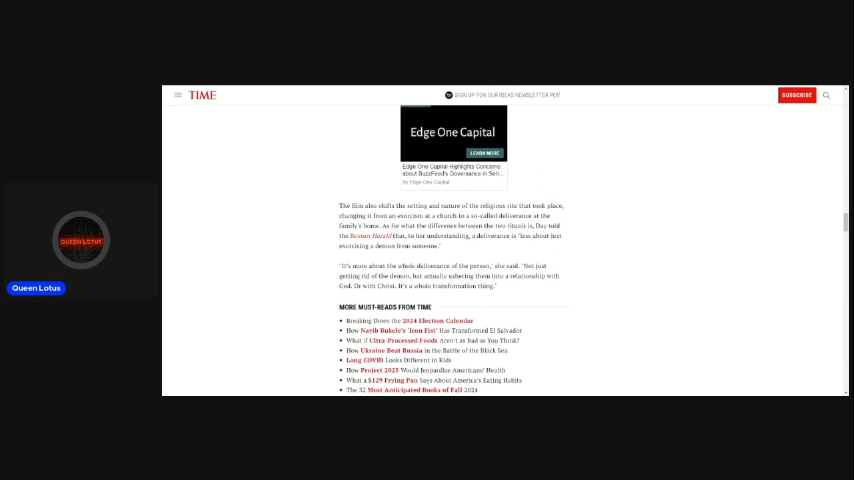 TIME
SIGN UP FOR OUR IDEAS NEWSLETTER POV
SUBSCRIBE
Edge One Capital
LEARN MORE
Edge One Capital Highlights Concerns
about BuzzFeed's Governance in Seri...
By Edge One Capital
The film also shifts the setting and nature of the religious rite that took place,
changing it from an exorcism at a church to a so-called deliverance at the
family's home. As for what the difference between the two rituals is, Day told
the Boston Herald that, to her understanding, a deliverance is "less about just
exorcising a demon from someone."
"It's more about the whole deliverance of the person," she said. "Not just
getting rid of the demon, but actually ushering them into a relationship with
God. Or with Christ. It's a whole transformation thing."
MORE MUST-READS FROM TIME
• Breaking Down the 2024 Election Calendar
• How Nayib Bukele's 'Iron Fist' Has Transformed El Salvador
• What if Ultra-Processed Foods Aren't as Bad as You Think?
• How Ukraine Beat Russia in the Battle of the Black Sea
• Long COVID Looks Different in Kids
• How Project 2025 Would Jeopardize Americans' Health
• What a $129 Frying Pan Says About America's Eating Habits
• The 32 Most Anticipated Books of Fall 2024
QUEEN LOTUS
Queen Lotus